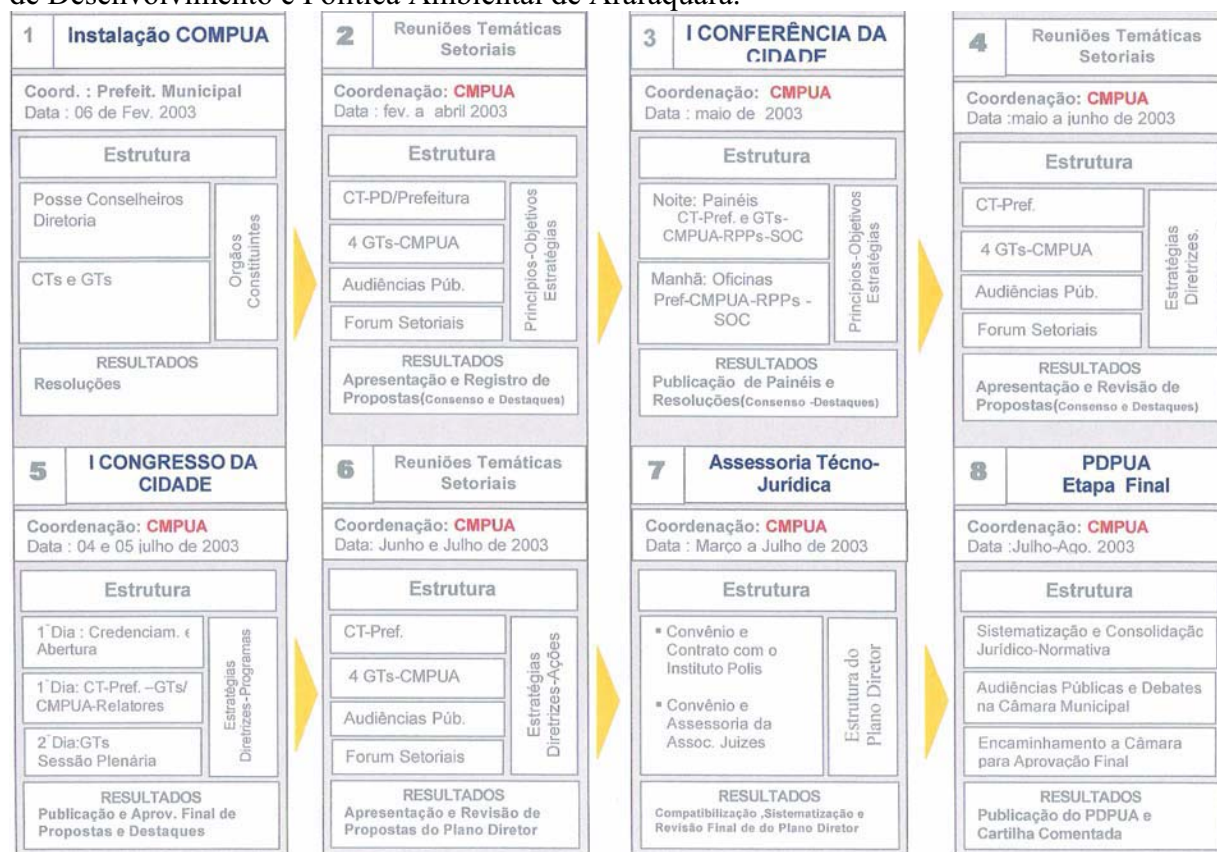 de Desenvolvimento e Política Ambiental de Araraquara.
1
Instalação COMPUA
Coord. : Prefeit. Municipal
Data : 06 de Fev. 2003
Estrutura
Posse Conselheiros
Diretoria
CTs e GTs
Orgãos
Constituintes
RESULTADOS
Resoluções
2
Reuniões Temáticas
Setoriais
Coordenação: CMPUA
Data : fev. a abril 2003
Estrutura
CT-PD/Prefeitura
4 GTs-CMPUA
Audiências Púb.
Forum Setoriais
Principios-Objetivos
Estratégias
RESULTADOS
Apresentação e Registro de
Propostas(Consenso e Destaques)
3
I CONFERÊNCIA DA
CIDADE
Coordenação: CMPUA
Data : maio de 2003
Estrutura
Noite: Painéis
CT-Pref. e GTs-
CMPUA-RPPs-SOC
Manhã: Oficinas
Pref-CMPUA-RPPs -
SOC
Principios-Objetivos
Estratégias
RESULTADOS
Publicação de Painéis e
Resoluções(Consenso -Destaques)
4
Reuniões Temáticas
Setoriais
Coordenação: CMPUA
Data :maio a junho de 2003
Estrutura
CT-Pref.
4 GTs-CMPUA
Audiências Púb.
Forum Setoriais
Estratégias
Diretrizes.
RESULTADOS
Apresentação e Revisão de
Propostas(Consenso e Destaques)
5
I CONGRESSO DA
CIDADE
Coordenação: CMPUA
Data : 04 e 05 julho de 2003
Estrutura
1ºDia : Credenciam. e
Abertura
1ºDia: CT-Pref. –GTs/
CMPUA-Relatores
2ºDia:GTs
Sessão Plenária
Estratégias
Diretrizes-Programas
RESULTADOS
Publicação e Aprov. Final de
Propostas e Destaques
6
Reuniões Temáticas
Setoriais
Coordenação: CMPUA
Data: Junho e Julho de 2003
Estrutura
CT-Pref.
4 GTs-CMPUA
Audiências Púb.
Forum Setoriais
Estratégias
Diretrizes-Ações
RESULTADOS
Apresentação e Revisão de
Propostas do Plano Diretor
7
Assessoria Técno-
Jurídica
Coordenação: CMPUA
Data : Março a Julho de 2003
Estrutura
▪ Convênio e
Contrato com o
Instituto Polis
▪ Convênio e
Assessoria da
Assoc. Juizes
Estrutura do
Plano Diretor
RESULTADOS
Compatibilização ,Sistematização e
Revisão Final de do Plano Diretor
8
PDPUA
Etapa Final
Coordenação: CMPUA
Data :Julho-Ago. 2003
Estrutura
Sistematização e Consolidaçãc
Jurídico-Normativa
Audiências Públicas e Debates
na Câmara Municipal
Encaminhamento a Câmara
para Aprovação Final
RESULTADOS
Publicação do PDPUA e
Cartilha Comentada